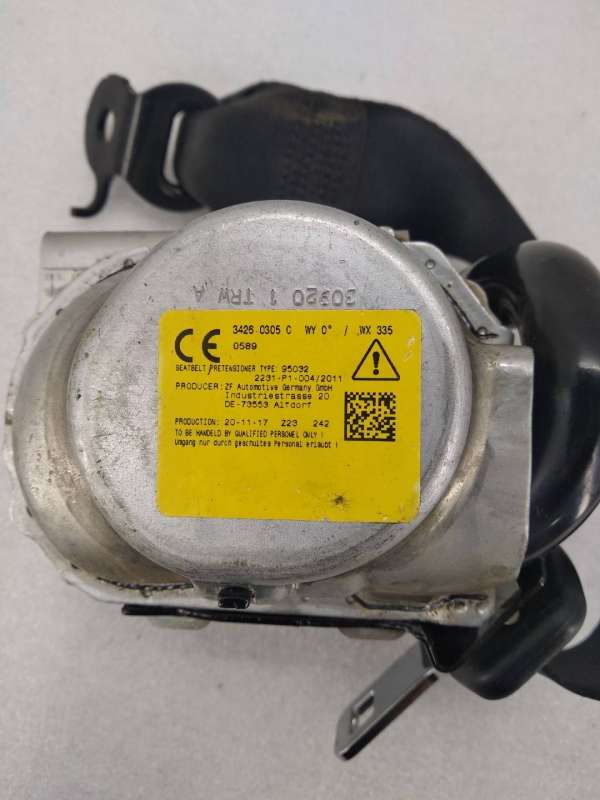 30920 1 TRW A
CE 3426 0305 C WY 0° / WX 335
0589
SEATBELT PRETENSIONER TYPE: 95032
2231-P1-004/2011
PRODUCER: ZF Automotive Germany GmbH
Industriestrasse 20
DE-73553 Alfdorf
PRODUCTION: 20-11-17 Z23 242
TO BE HANDELD BY QUALIFIED PERSONEL ONLY !
Umgang nur durch geschultes Personal erlaubt !